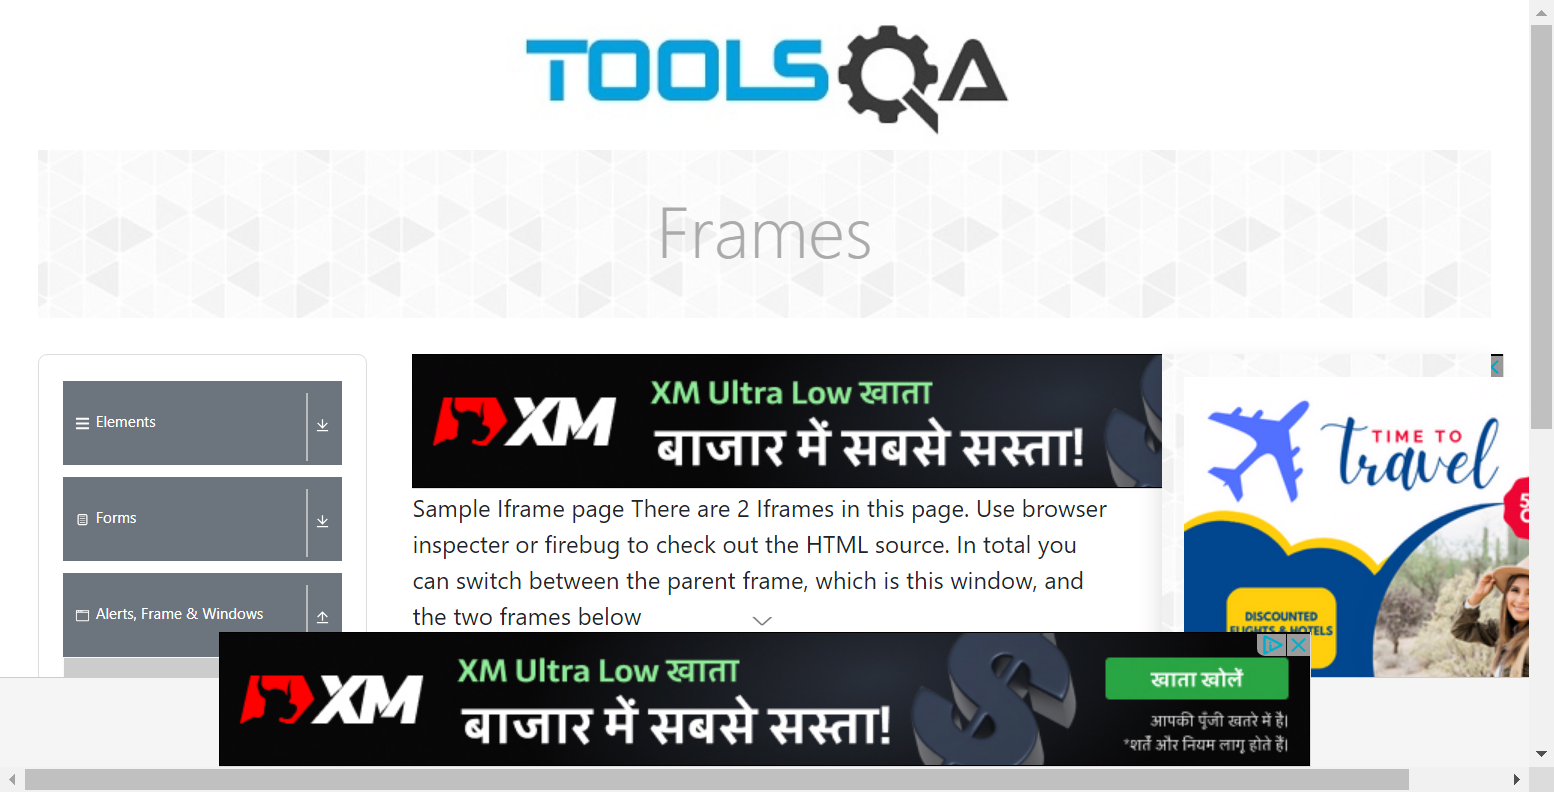 TOOLSQA
Frames
Elements
Forms
Alerts, Frame & Windows
XM
XM Ultra Low खाता
बाजार में सबसे सस्ता!
Sample Iframe page There are 2 Iframes in this page. Use browser
inspecter or firebug to check out the HTML source. In total you
can switch between the parent frame, which is this window, and
the two frames below
TIME TO
travel
DISCOUNTED
FLIGHTS & HOTELS
XM
XM Ultra Low खाता
बाजार में सबसे सस्ता!
खाता खोलें
आपकी पूँजी खतरे में है।
*शर्तें और नियम लागू होते हैं।